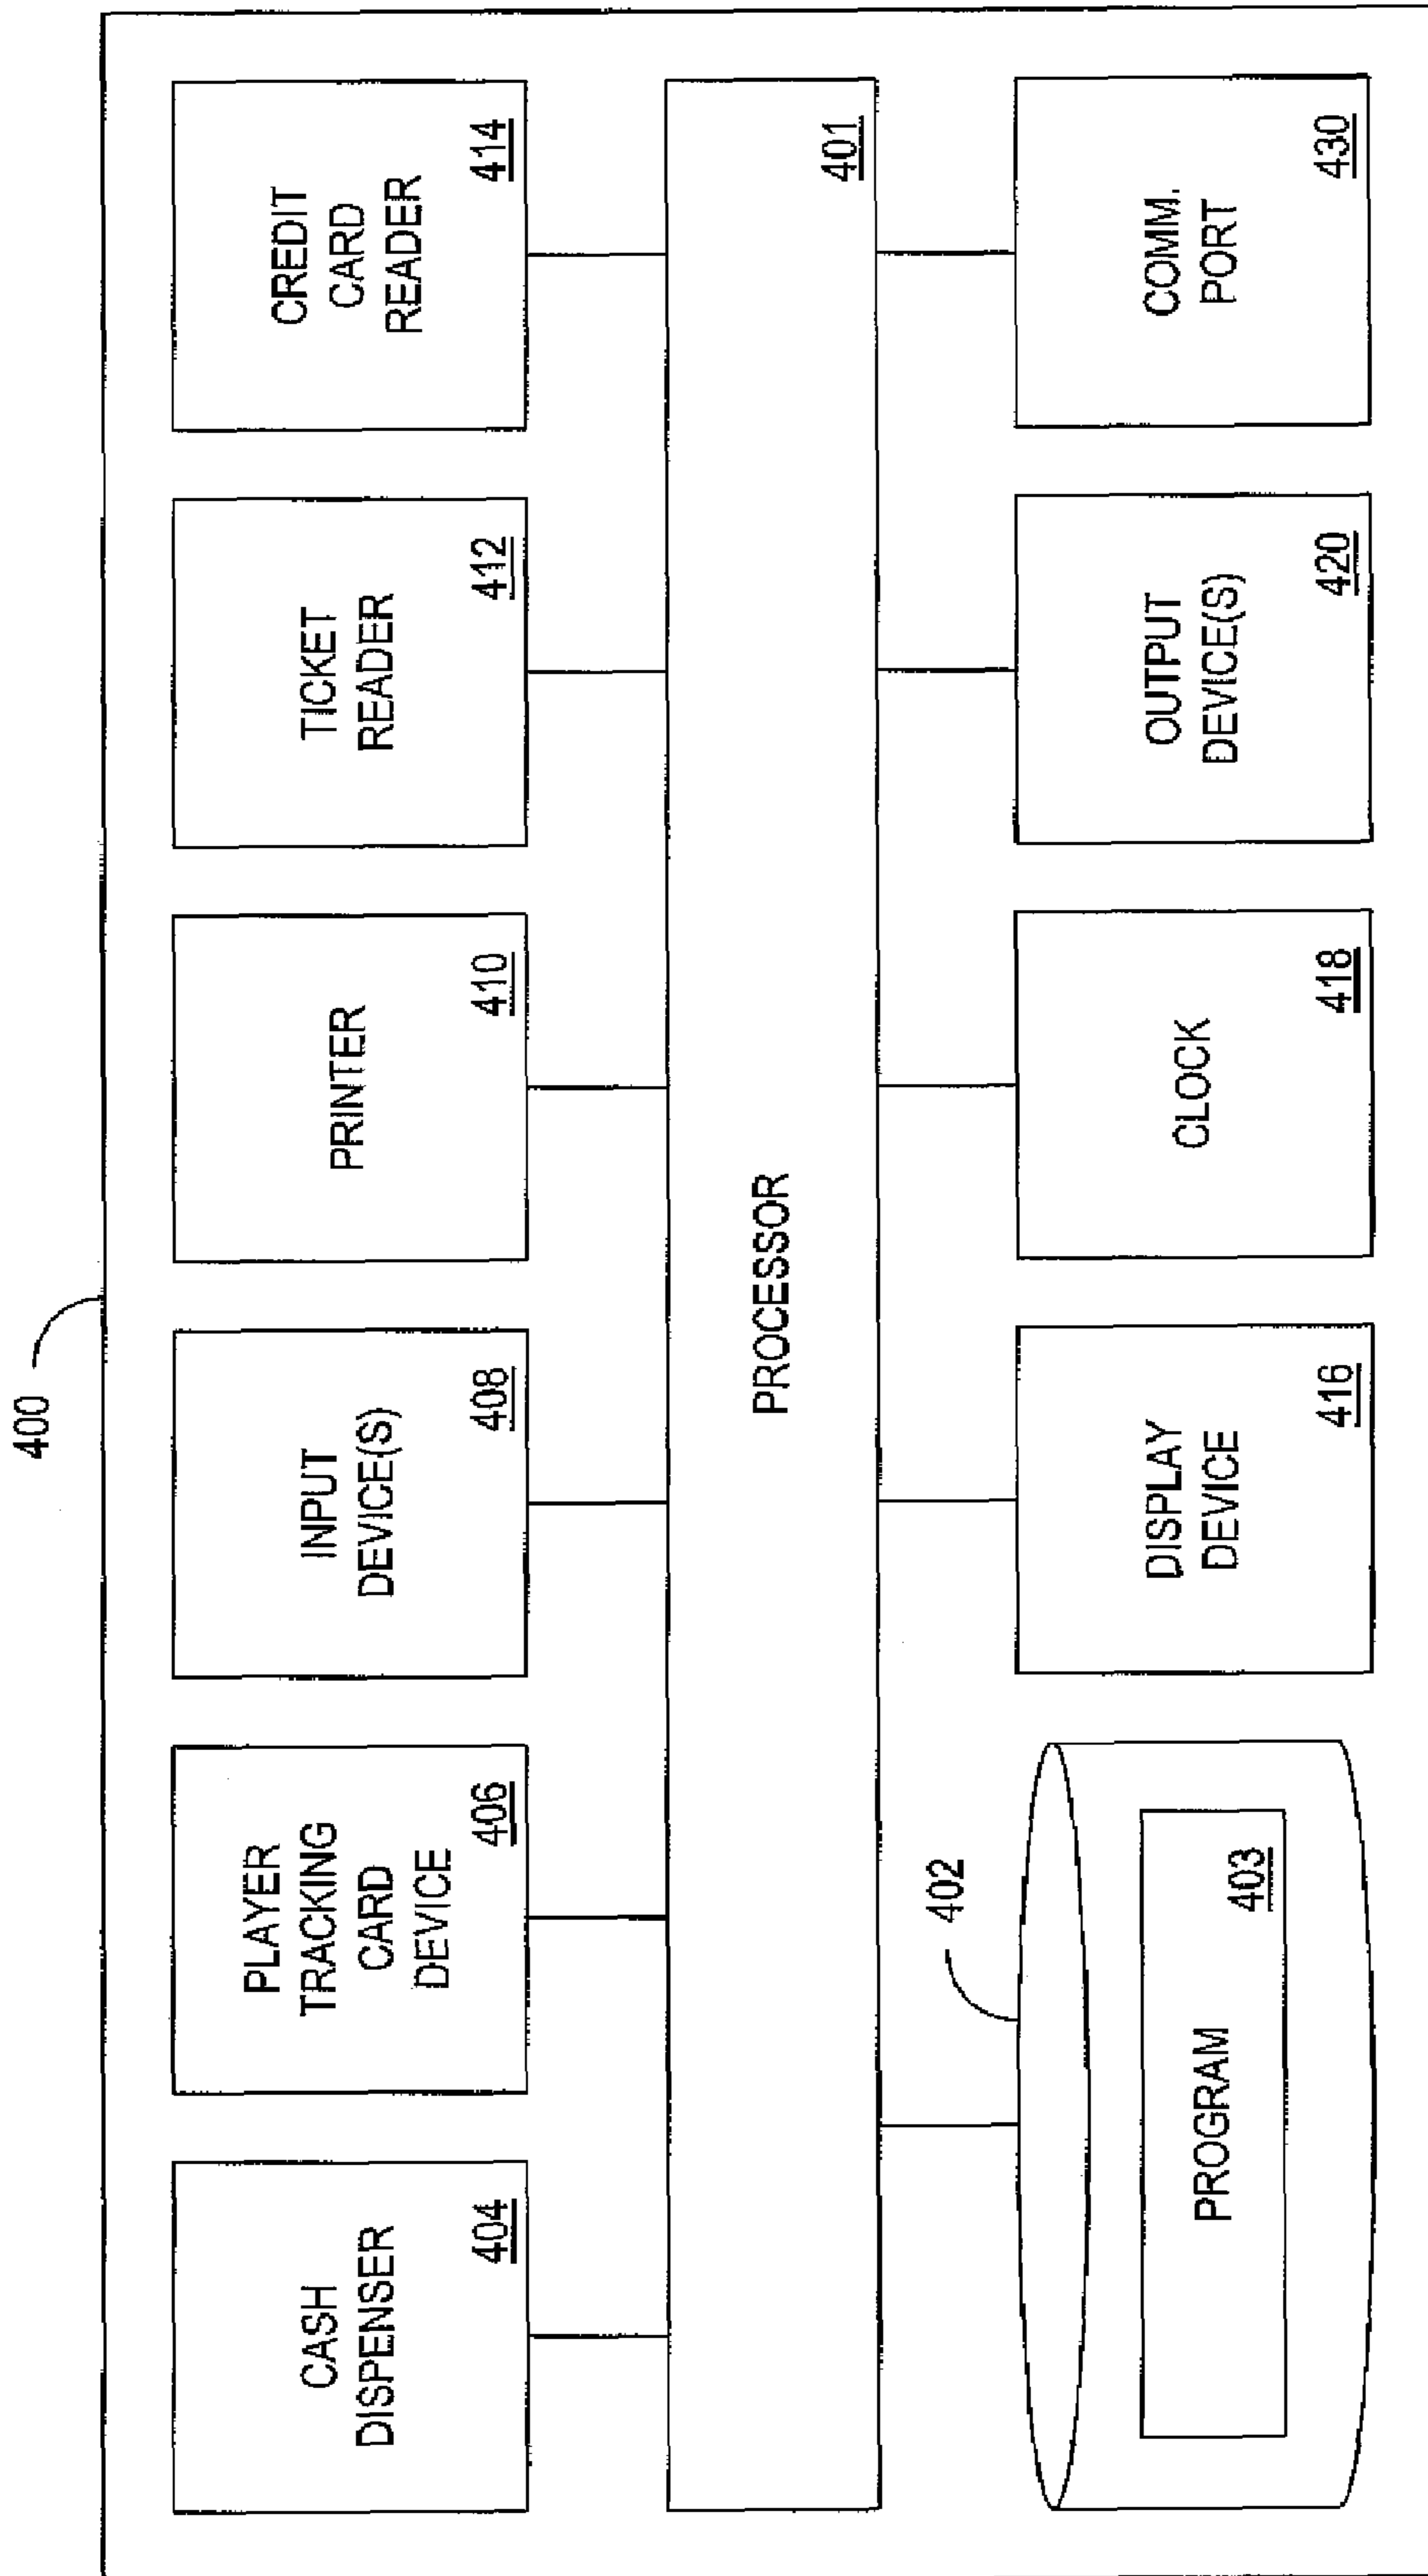 400
CASH
DISPENSER
404
PLAYER
TRACKING
CARD
DEVICE
406
INPUT
DEVICE(S)
408
PRINTER
410
TICKET
READER
412
CREDIT
CARD
READER
414
PROCESSOR
401
402
PROGRAM
403
DISPLAY
DEVICE
416
CLOCK
418
OUTPUT
DEVICE(S)
420
COMM.
PORT
430